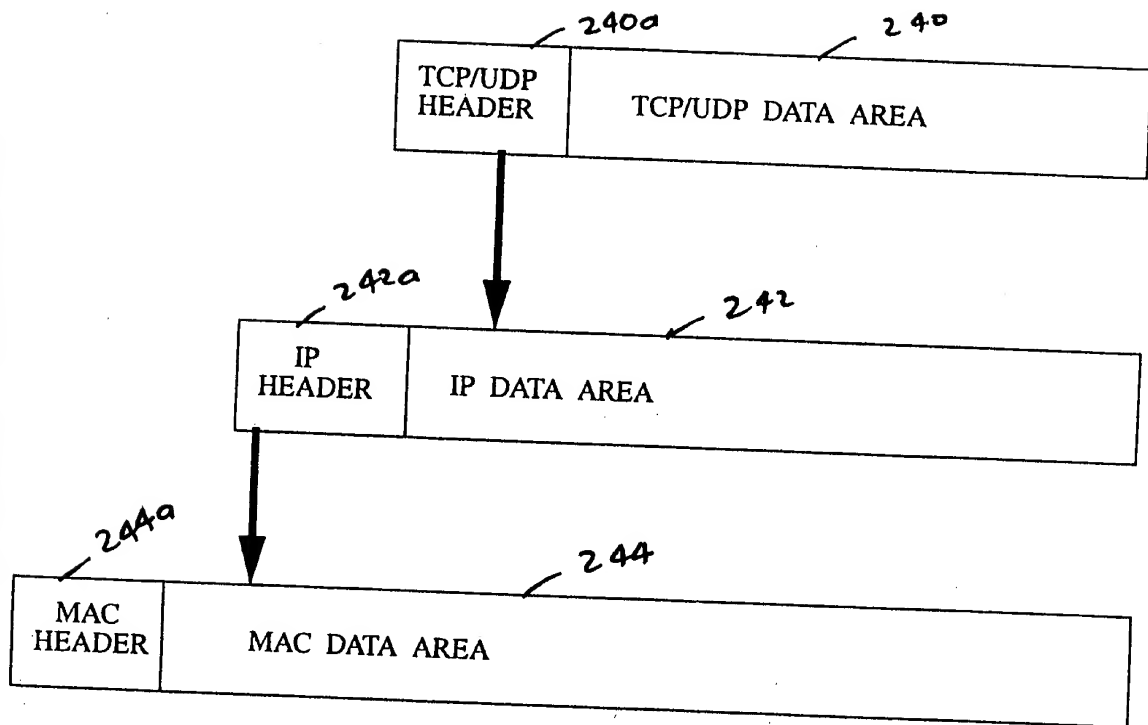 240a
240
TCP/UDP
HEADER
TCP/UDP DATA AREA
242a
242
IP
HEADER
IP DATA AREA
244a
244
MAC
HEADER
MAC DATA AREA